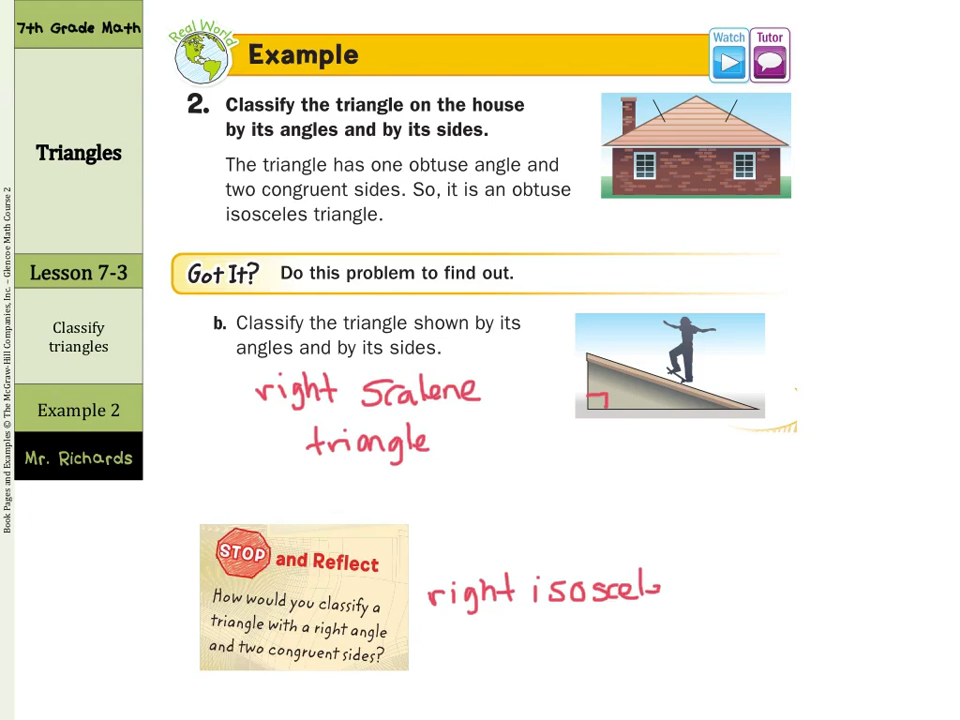 7th Grade Math
Triangles
Lesson 7-3
Classify
triangles
Example 2
Mr. Richards
Book Pages and Examples © The McGraw-Hill Companies, Inc. – Glencoe Math Course 2
Real World
Example
Watch
Tutor
2. Classify the triangle on the house
by its angles and by its sides.
The triangle has one obtuse angle and
two congruent sides. So, it is an obtuse
isosceles triangle.
Got It? Do this problem to find out.
b. Classify the triangle shown by its
angles and by its sides.
right scalene
triangle
STOP and Reflect
How would you classify a
triangle with a right angle
and two congruent sides?
right isoscel